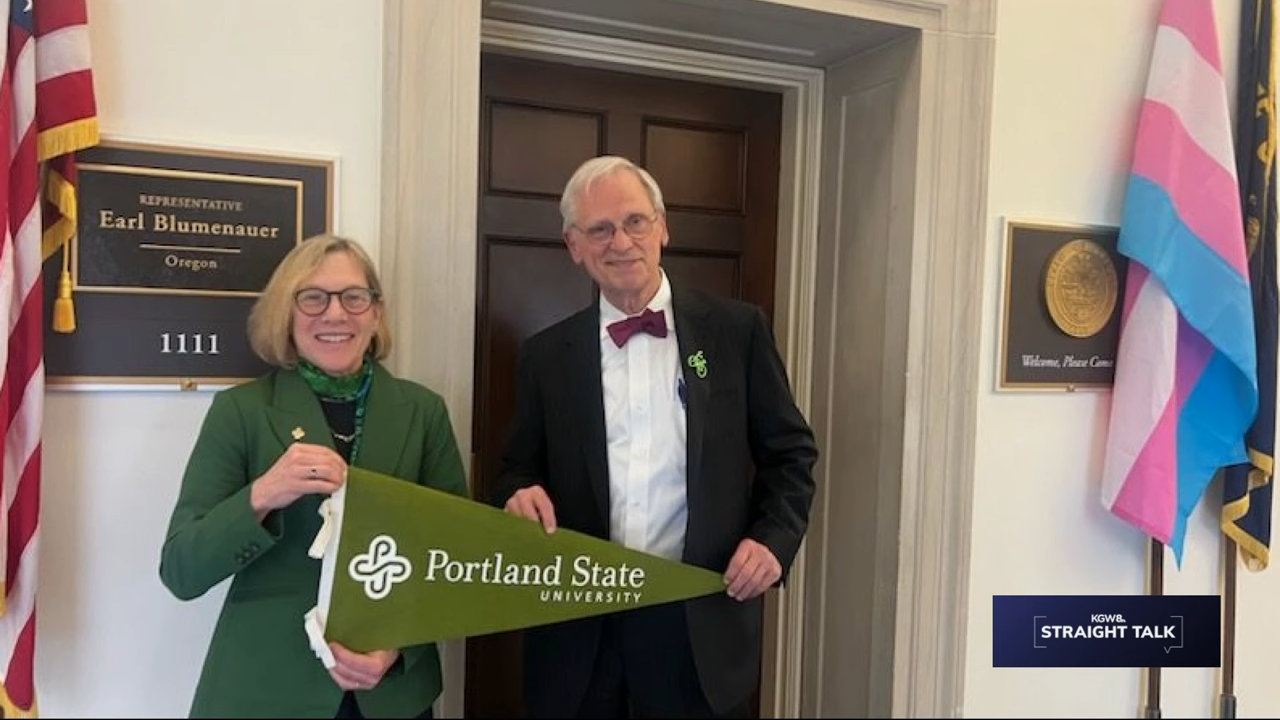 REPRESENTATIVE
Earl Blumenauer
Oregon
1111
Portland State
UNIVERSITY
Welcome, Please Come
KGW8.
STRAIGHT TALK